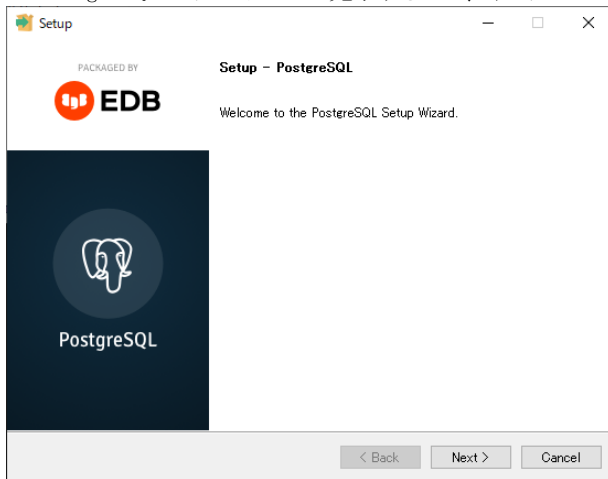 Setup
PACKAGED BY
EDB
Setup - PostgreSQL
Welcome to the PostgreSQL Setup Wizard.
PostgreSQL
< Back
Next >
Cancel